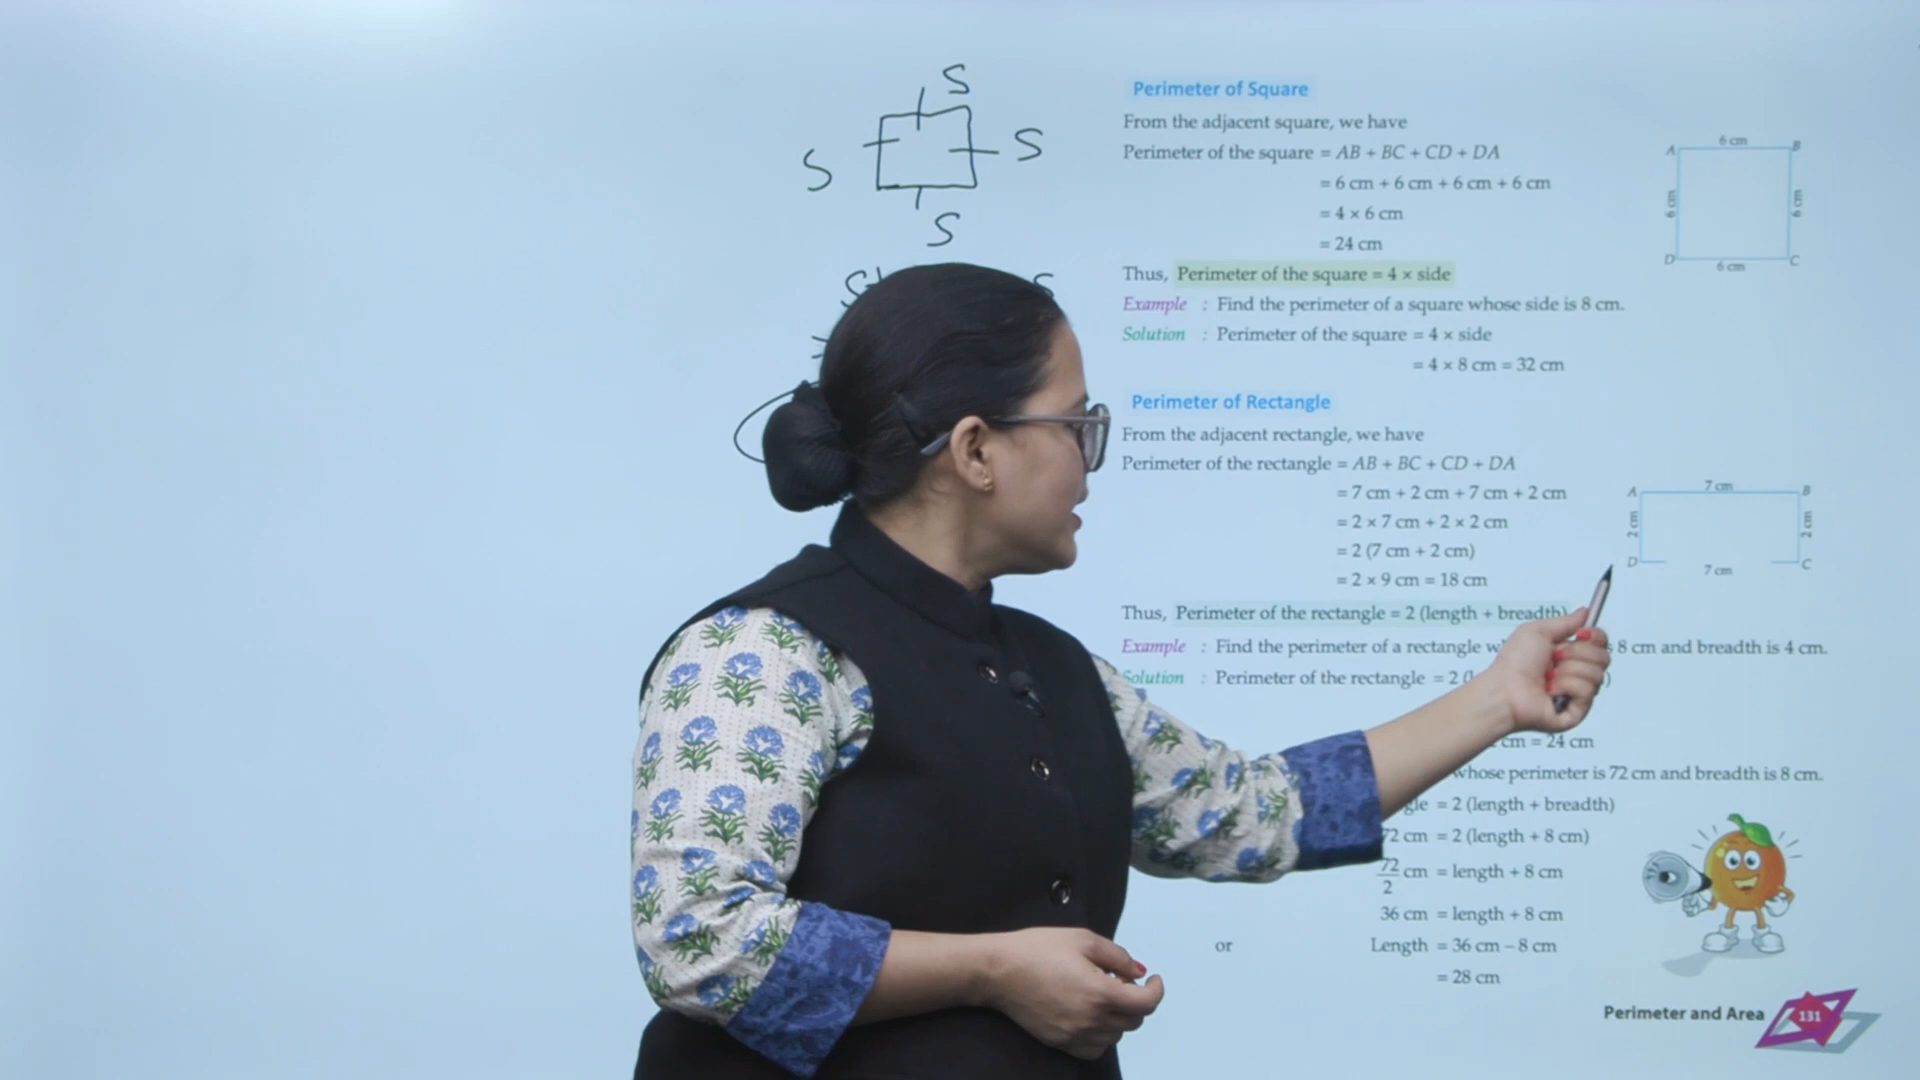 S
S
S
S
S
S
Perimeter of Square
From the adjacent square, we have
Perimeter of the square = AB + BC + CD + DA
= 6 cm + 6 cm + 6 cm + 6 cm
= 4 × 6 cm
= 24 cm
A 6 cm B
6 cm 6 cm
D 6 cm C
Thus, Perimeter of the square = 4 × side
Example : Find the perimeter of a square whose side is 8 cm.
Solution : Perimeter of the square = 4 × side
= 4 × 8 cm = 32 cm
Perimeter of Rectangle
From the adjacent rectangle, we have
Perimeter of the rectangle = AB + BC + CD + DA
= 7 cm + 2 cm + 7 cm + 2 cm
= 2 × 7 cm + 2 × 2 cm
= 2 (7 cm + 2 cm)
= 2 × 9 cm = 18 cm
A 7 cm B
2 cm 2 cm
D 7 cm C
Thus, Perimeter of the rectangle = 2 (length + breadth)
Example : Find the perimeter of a rectangle 8 cm and breadth is 4 cm.
Solution : Perimeter of the rectangle = 2 (
cm = 24 cm
whose perimeter is 72 cm and breadth is 8 cm.
= 2 (length + breadth)
72 cm = 2 (length + 8 cm)
72/2 cm = length + 8 cm
36 cm = length + 8 cm
or Length = 36 cm – 8 cm
= 28 cm
Perimeter and Area 131